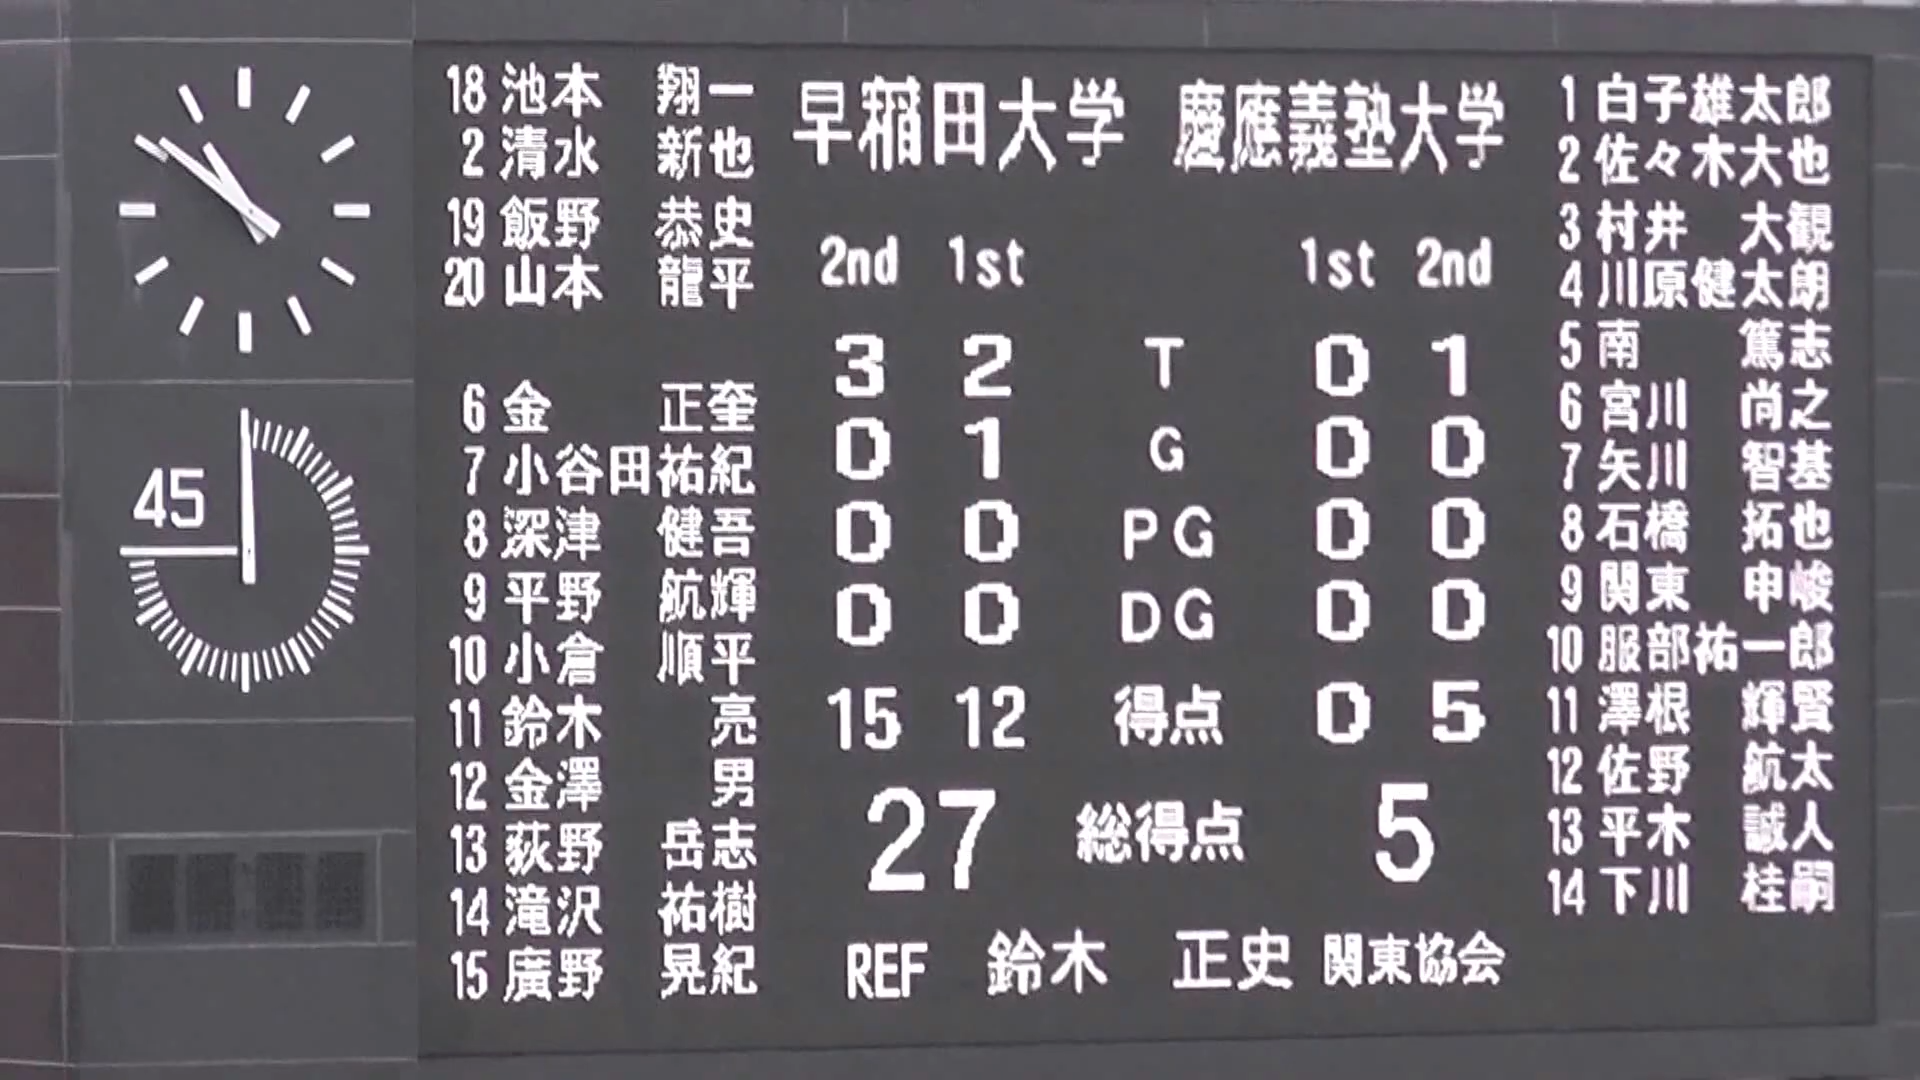 早稲田大学 慶應義塾大学
18 池本 翔一
2 清水 新也
19 飯野 恭史
20 山本 龍平
6 金 正奎
7 小谷田祐紀
8 深津 健吾
9 平野 航輝
10 小倉 順平
11 鈴木 亮
12 金澤 男
13 荻野 岳志
14 滝沢 祐樹
15 廣野 晃紀
2nd 1st 1st 2nd
3 2 T 0 1
0 1 G 0 0
0 0 PG 0 0
0 0 DG 0 0
15 12 得点 0 5
27 総得点 5
REF 鈴木 正史 関東協会
1 白子雄太郎
2 佐々木大也
3 村井 大観
4 川原健太朗
5 南 篤志
6 宮川 尚之
7 矢川 智基
8 石橋 拓也
9 関東 申峻
10 服部祐一郎
11 澤根 輝賢
12 佐野 航太
13 平木 誠人
14 下川 桂嗣
45